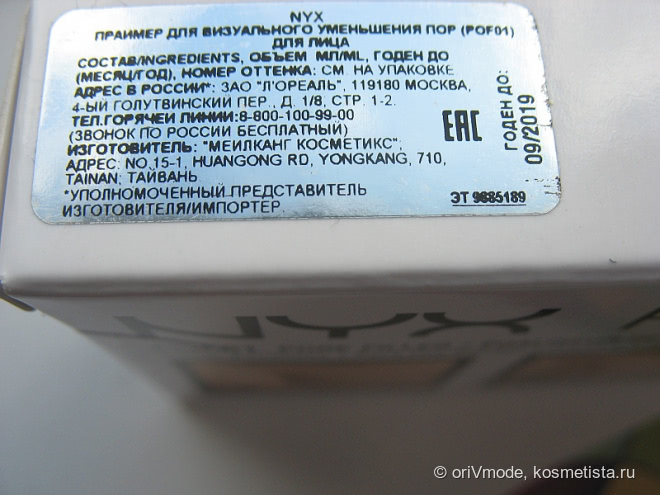 NYX
ПРАЙМЕР ДЛЯ ВИЗУАЛЬНОГО УМЕНЬШЕНИЯ ПОР (POF01)
ДЛЯ ЛИЦА
СОСТАВ/INGREDIENTS, ОБЪЕМ МЛ/ML, ГОДЕН ДО
(МЕСЯЦ/ГОД), НОМЕР ОТТЕНКА: СМ. НА УПАКОВКЕ
АДРЕС В РОССИИ*: ЗАО "Л'ОРЕАЛЬ", 119180 МОСКВА,
4-ЫЙ ГОЛУТВИНСКИЙ ПЕР., Д. 1/8, СТР. 1-2.
ТЕЛ.ГОРЯЧЕЙ ЛИНИИ:8-800-100-99-00
(ЗВОНОК ПО РОССИИ БЕСПЛАТНЫЙ)
ИЗГОТОВИТЕЛЬ: "МЕИЛКАНГ КОСМЕТИКС",
АДРЕС: NO.15-1, HUANGONG RD, YONGKANG, 710,
TAINAN, ТАЙВАНЬ
*УПОЛНОМОЧЕННЫЙ ПРЕДСТАВИТЕЛЬ
ИЗГОТОВИТЕЛЯ/ИМПОРТЕР.
EAC
ГОДЕН ДО:
09/2019
ЭТ 9885189
NYX
© oriVmode, kosmetista.ru